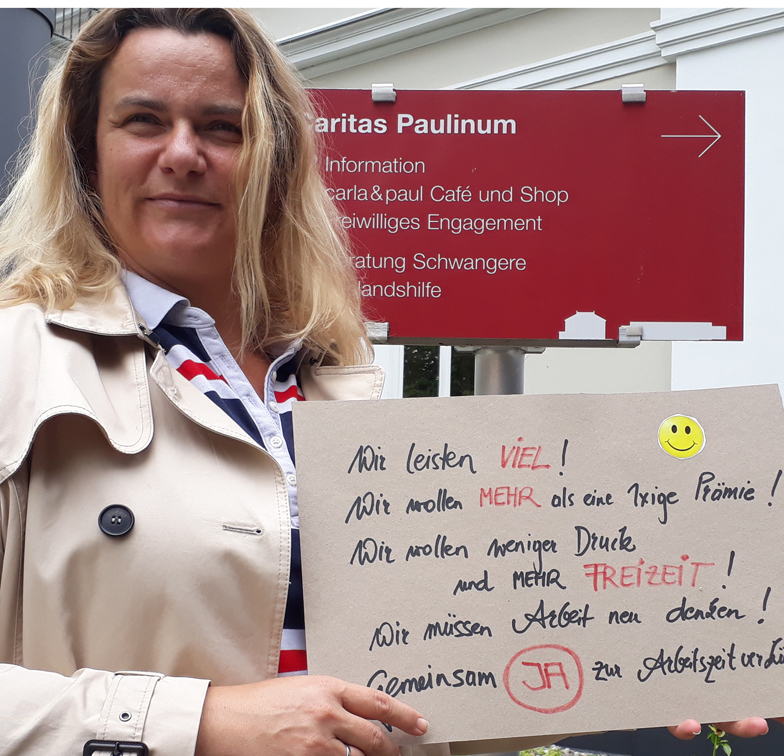 aritas Paulinum
Information
carla&paul Café und Shop
reiwilliges Engagement
ratung Schwangere
landshilfe
Wir leisten VIEL!
Wir wollen MEHR als eine 1xige Prämie!
Wir wollen weniger Druck
und MEHR FREIZEIT!
Wir müssen Arbeit neu denken!
Gemeinsam JA zur Arbeitszeitverkü